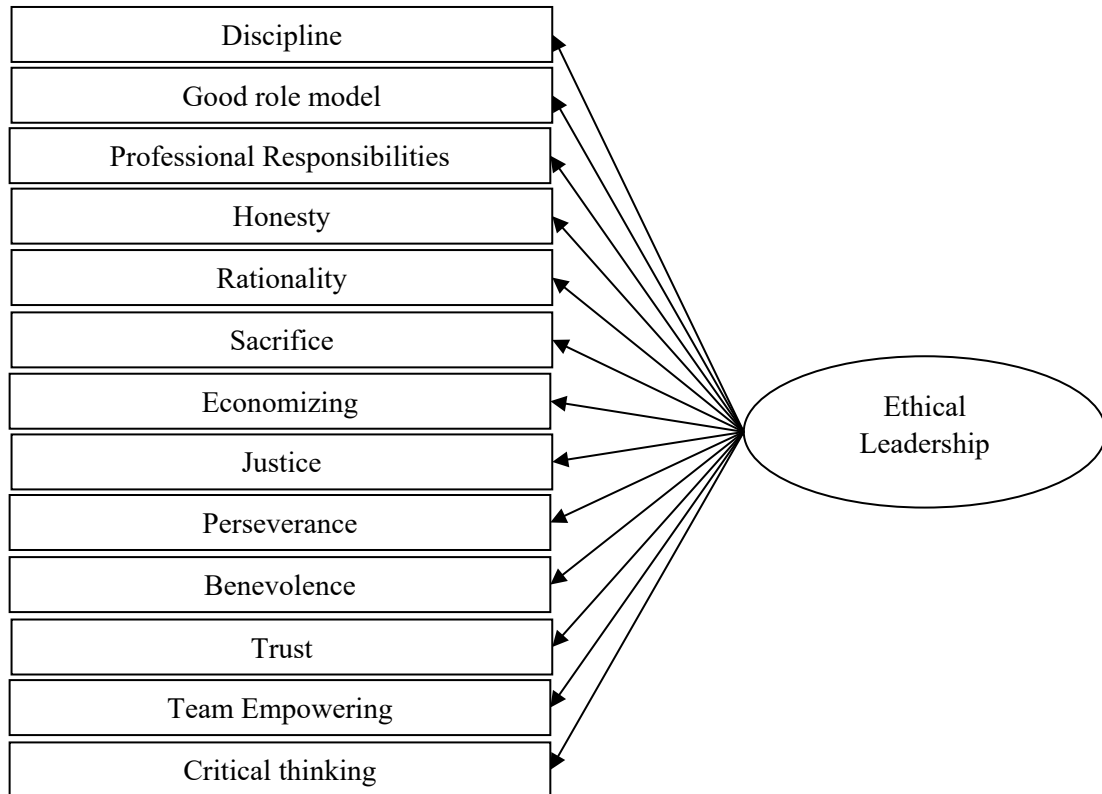 Discipline
Good role model
Professional Responsibilities
Honesty
Rationality
Sacrifice
Economizing
Justice
Perseverance
Benevolence
Trust
Team Empowering
Critical thinking
Ethical
Leadership